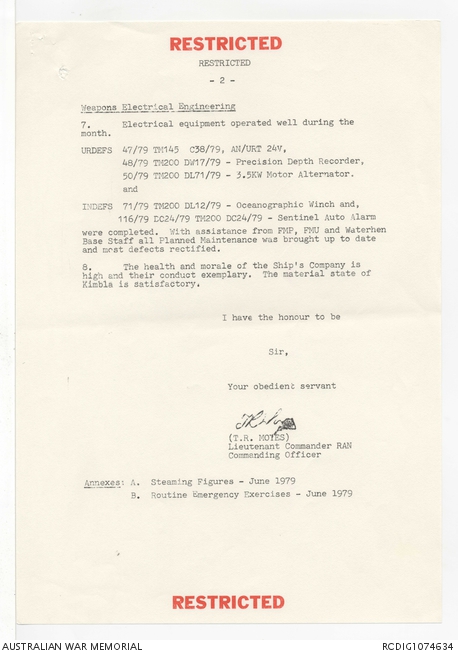 RESTRICTED
RESTRICTED
- 2 -
Weapons Electrical Engineering
7. Electrical equipment operated well during the
month.
URDEFS 47/79 TM145 C38/79, AN/URT 24V,
48/79 TM200 DW17/79 - Precision Depth Recorder,
50/79 TM200 DL71/79 - 3.5KW Motor Alternator.
and
INDEFS 71/79 TM200 DL12/79 - Oceanographic Winch and,
116/79 DC24/79 TM200 DC24/79 - Sentinel Auto Alarm
were completed. With assistance from FMP, FMU and Waterhen
Base Staff all Planned Maintenance was brought up to date
and most defects rectified.
8. The health and morale of the Ship's Company is
high and their conduct exemplary. The material state of
Kimbla is satisfactory.
I have the honour to be
Sir,
Your obedient servant
(T.R. MOYES)
Lieutenant Commander RAN
Commanding Officer
Annexes: A. Steaming Figures - June 1979
B. Routine Emergency Exercises - June 1979
RESTRICTED
AUSTRALIAN WAR MEMORIAL RCDIG1074634